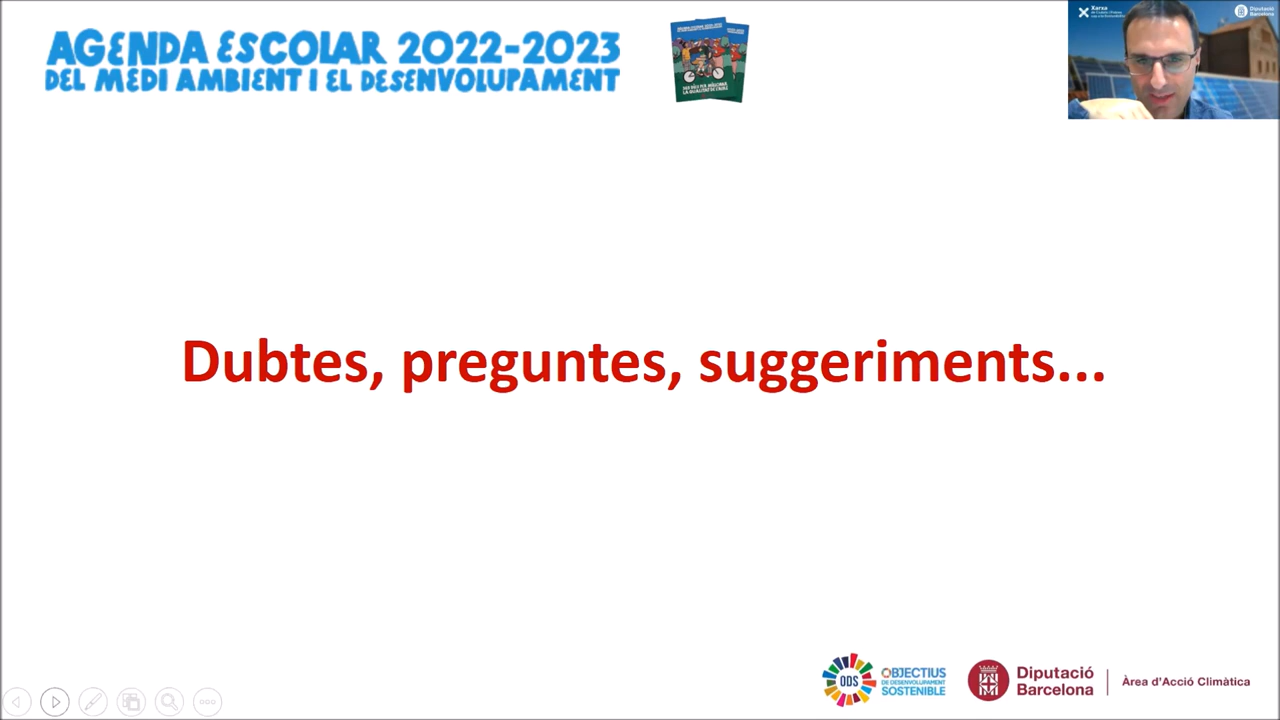 AGENDA ESCOLAR 2022-2023
DEL MEDI AMBIENT I EL DESENVOLUPAMENT
Xarxa
Diputació
Barcelona
Dubtes, preguntes, suggeriments...
ODS
OBJECTIUS
DE DESENVOLUPAMENT
SOSTENIBLE
Diputació
Barcelona
Àrea d'Acció Climàtica